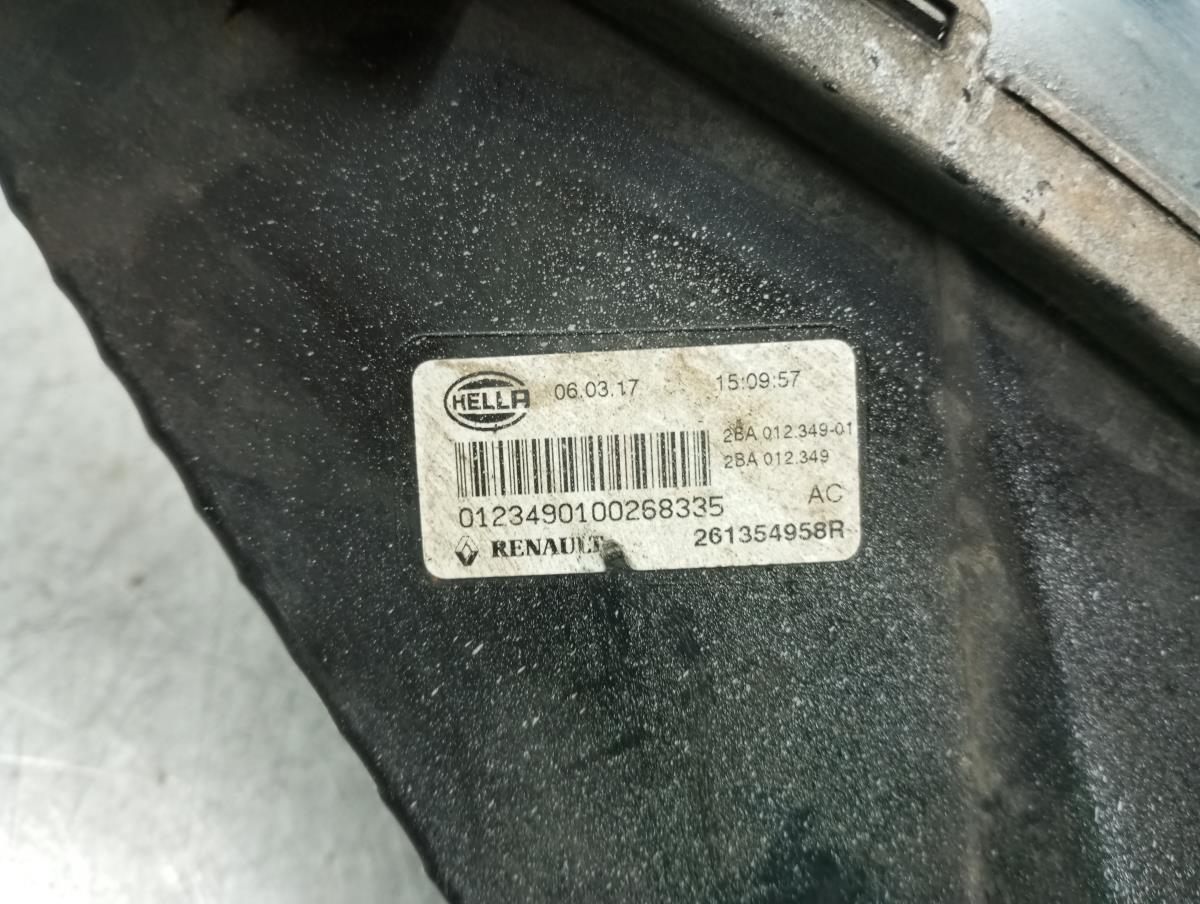 HELLA 06.03.17 15:09:57
2BA 012.349-01
2BA 012.349
AC
0123490100268335
RENAULT 261354958R